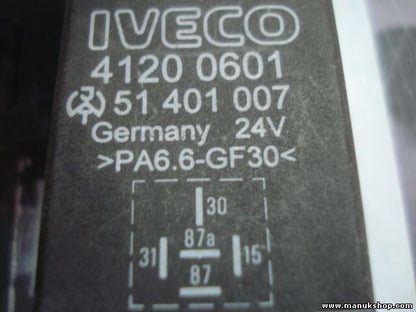 IVECO
4120 0601
51 401 007
Germany 24V
>PA6.6-GF30<
30
87a
31
15
87
www.manukshop.com